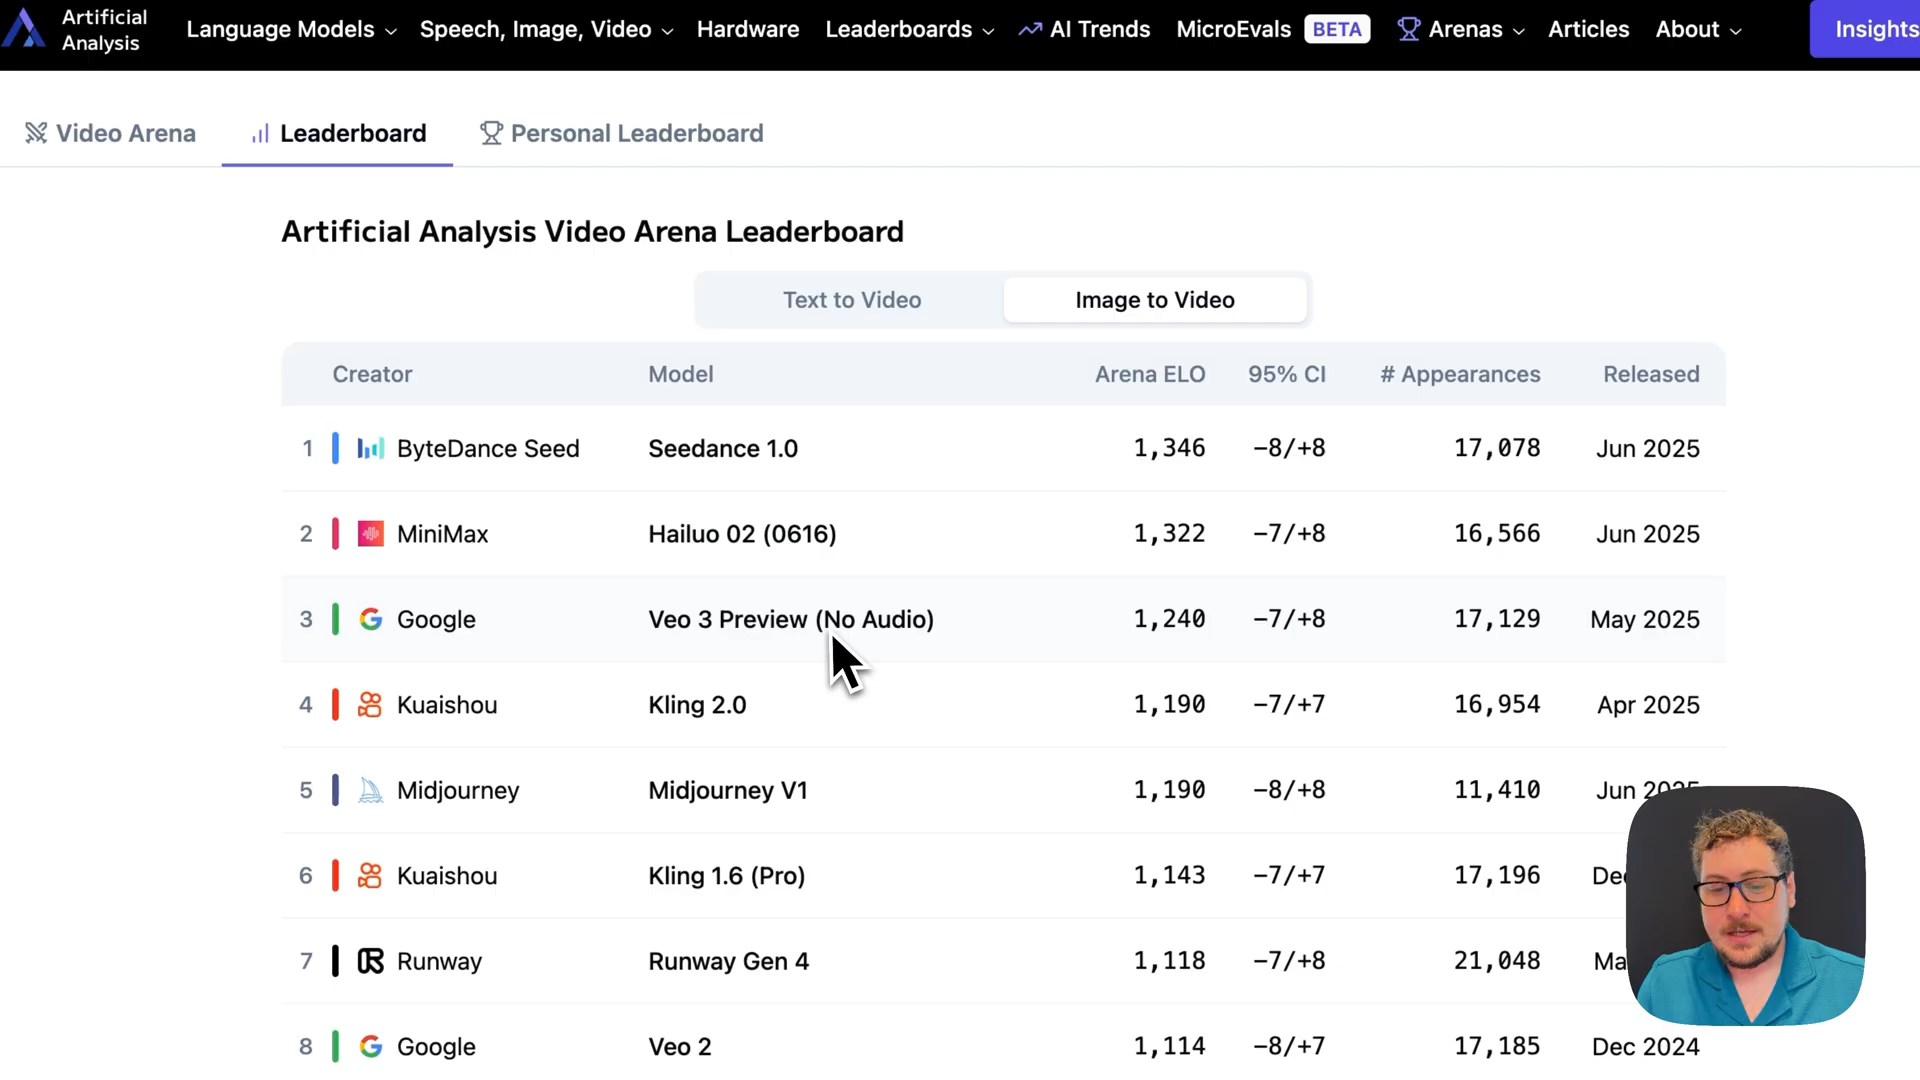 Artificial Analysis
Language Models
Speech, Image, Video
Hardware
Leaderboards
AI Trends
MicroEvals BETA
Arenas
Articles
About
Insights
Video Arena
Leaderboard
Personal Leaderboard
Artificial Analysis Video Arena Leaderboard
Text to Video
Image to Video
Creator Model Arena ELO 95% CI # Appearances Released
1 ByteDance Seed Seedance 1.0 1,346 −8/+8 17,078 Jun 2025
2 MiniMax Hailuo 02 (0616) 1,322 −7/+8 16,566 Jun 2025
3 Google Veo 3 Preview (No Audio) 1,240 −7/+8 17,129 May 2025
4 Kuaishou Kling 2.0 1,190 −7/+7 16,954 Apr 2025
5 Midjourney Midjourney V1 1,190 −8/+8 11,410 Jun 2025
6 Kuaishou Kling 1.6 (Pro) 1,143 −7/+7 17,196
7 Runway Runway Gen 4 1,118 −7/+8 21,048
8 Google Veo 2 1,114 −8/+7 17,185 Dec 2024